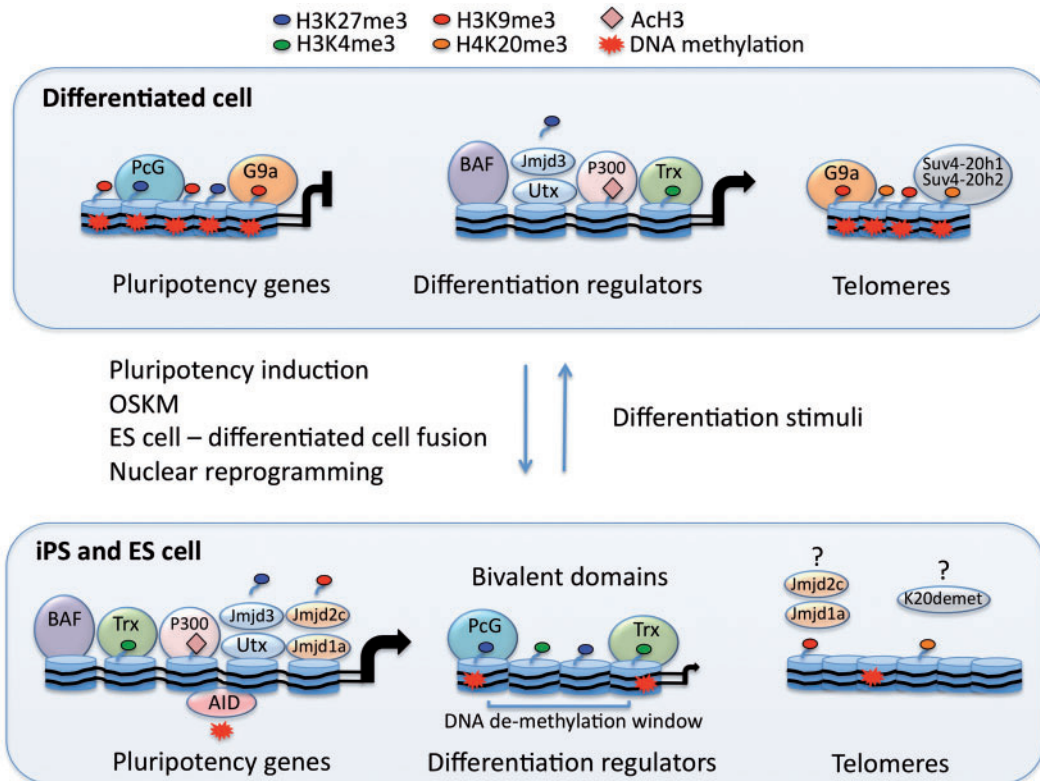 H3K27me3 H3K9me3 AcH3
H3K4me3 H4K20me3 DNA methylation
Differentiated cell
PcG G9a
BAF Jmjd3 Utx P300 Trx
G9a Suv4-20h1
Suv4-20h2
Pluripotency genes Differentiation regulators Telomeres
Pluripotency induction
OSKM
ES cell – differentiated cell fusion
Nuclear reprogramming
Differentiation stimuli
iPS and ES cell
BAF Trx P300 Jmjd3 Jmjd2c
Utx Jmjd1a
AID
Bivalent domains
PcG Trx
DNA de-methylation window
? ?
Jmjd2c K20demet
Jmjd1a
Pluripotency genes Differentiation regulators Telomeres